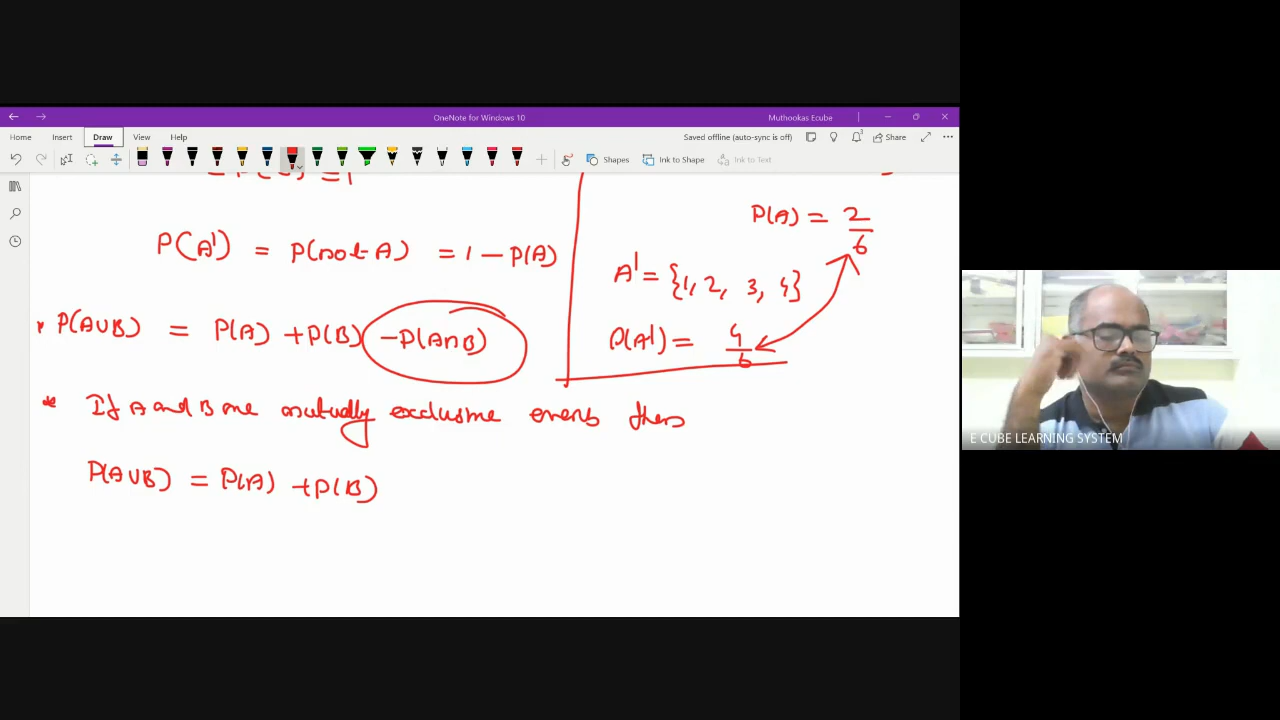 OneNote for Windows 10
Muthookas Ecube
Home Insert Draw View Help
Saved offline (auto-sync is off)
Share
Shapes
Ink to Shape
Ink to Text
P(A') = P(not A) = 1 - P(A)
* P(A∪B) = P(A) + P(B) - P(A∩B)
* If A and B are mutually exclusive events then
P(A∪B) = P(A) + P(B)
P(A) = 2/6
A' = {1, 2, 3, 4}
P(A') = 4/6
E CUBE LEARNING SYSTEM